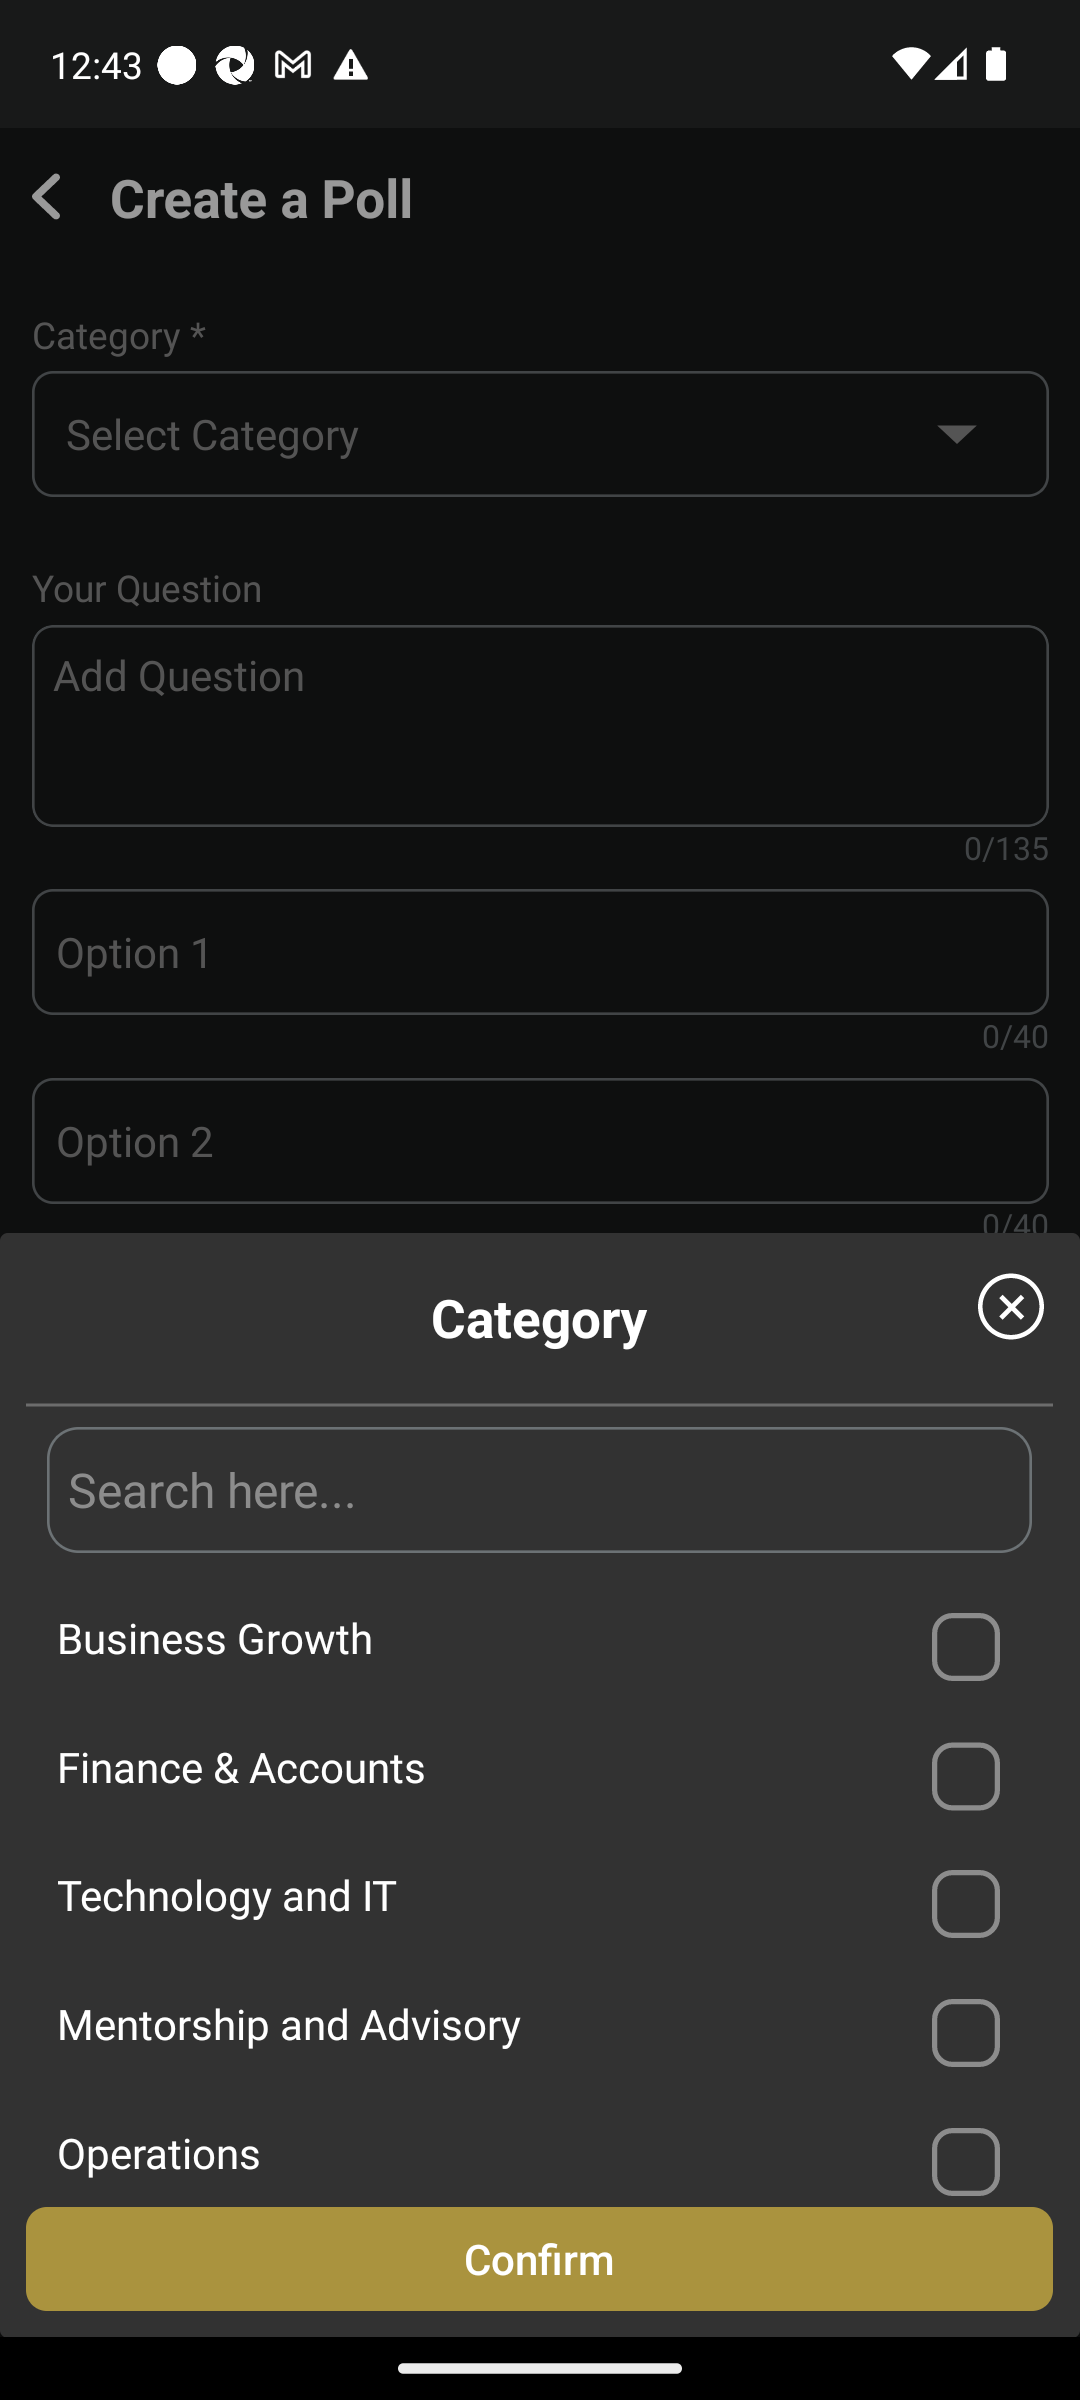 12:43
Create a Poll
Category *
Select Category
Your Question
Add Question
0/135
Option 1
0/40
Option 2
0/40
Category
Search here...
Business Growth
Finance & Accounts
Technology and IT
Mentorship and Advisory
Operations
Confirm